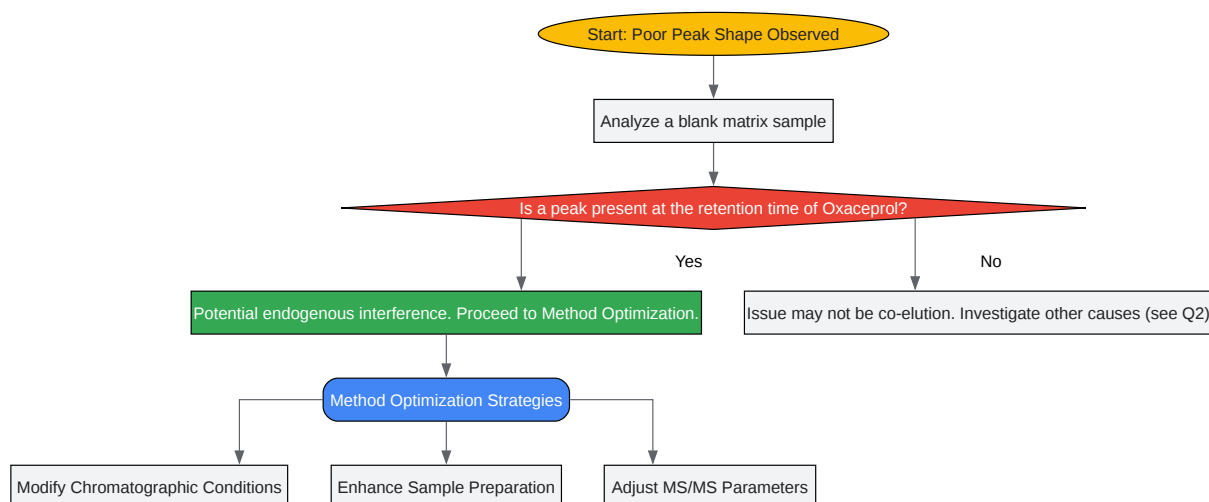 Start: Poor Peak Shape Observed
Analyze a blank matrix sample
Is a peak present at the retention time of Oxaceprol?
Yes
No
Potential endogenous interference. Proceed to Method Optimization.
Issue may not be co-elution. Investigate other causes (see Q2)
Method Optimization Strategies
Modify Chromatographic Conditions
Enhance Sample Preparation
Adjust MS/MS Parameters